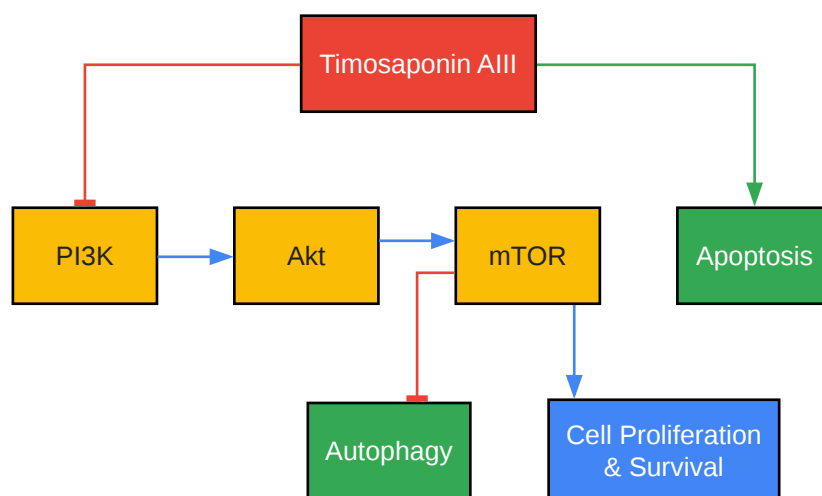 Timosaponin AIII
PI3K
Akt
mTOR
Apoptosis
Autophagy
Cell Proliferation
& Survival